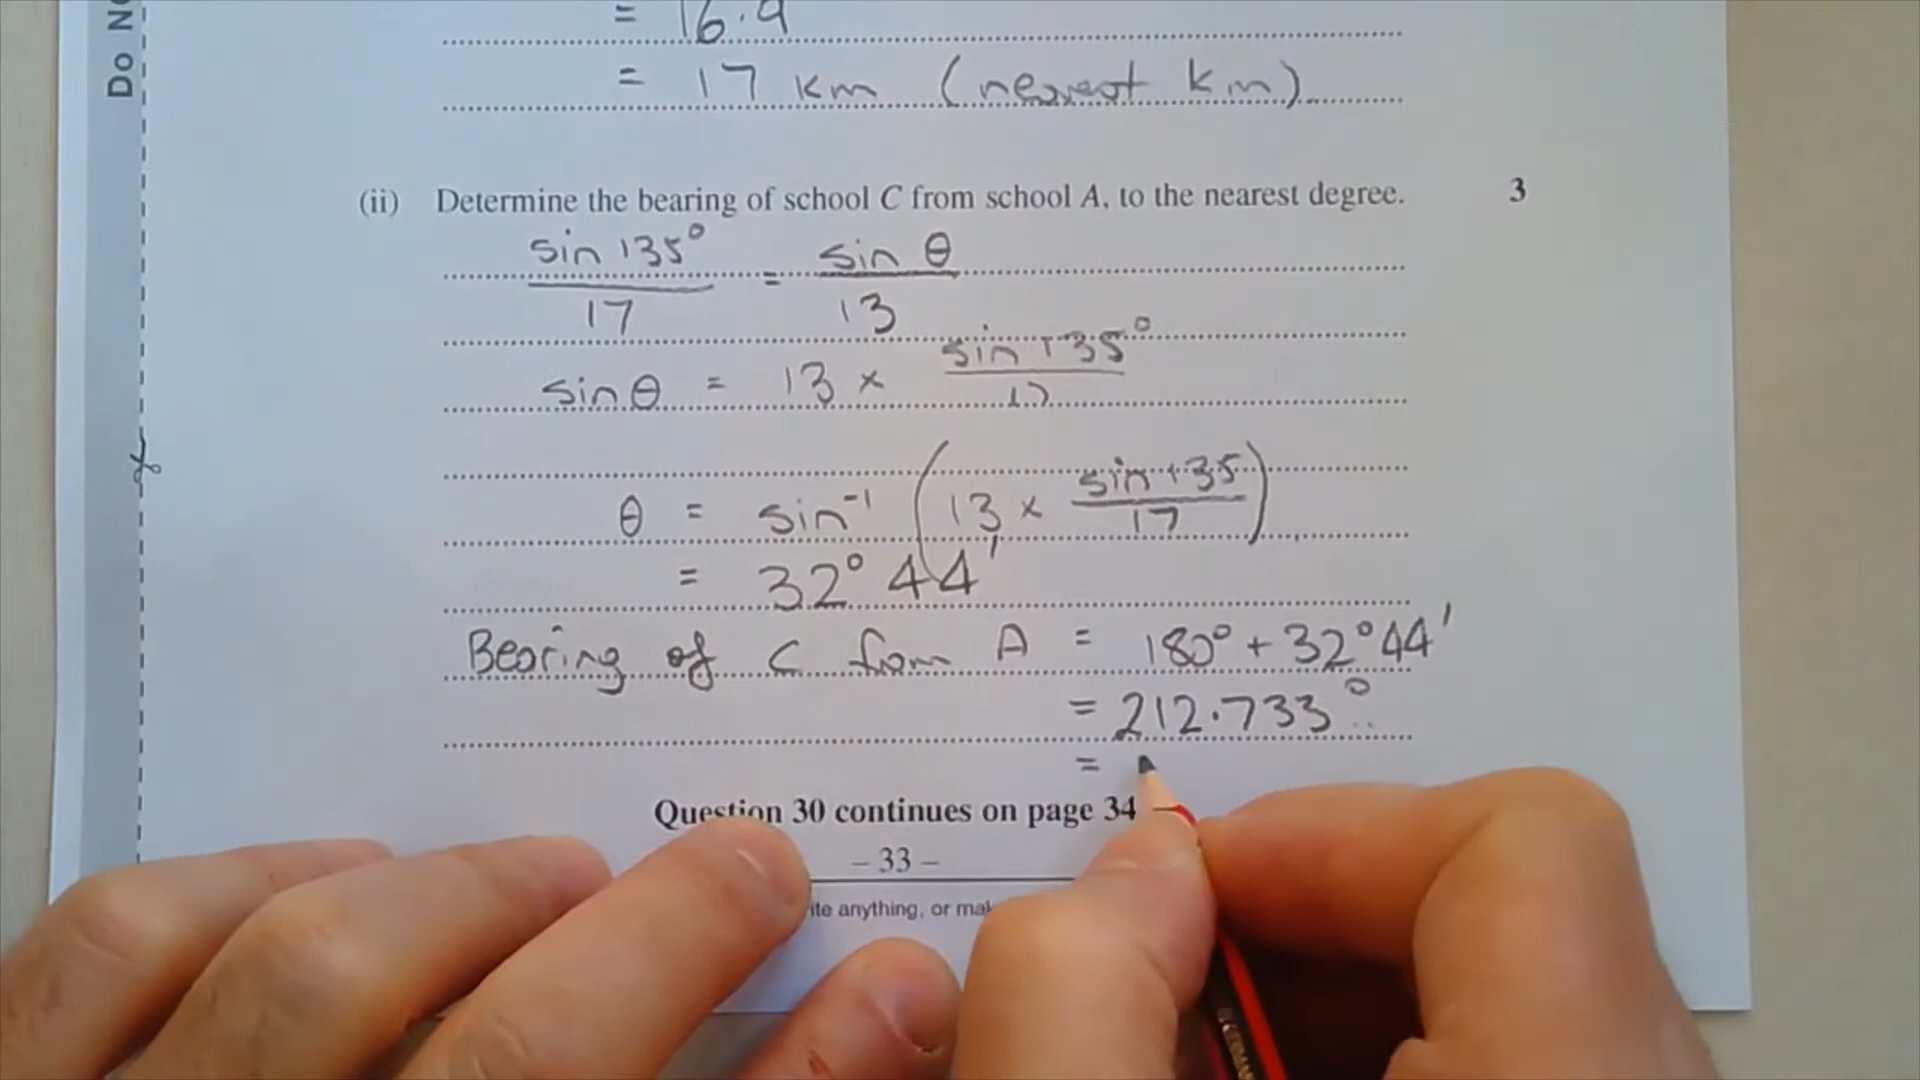 = 16.9
= 17 km (nearest km)
Do N
(ii) Determine the bearing of school C from school A, to the nearest degree. 3
sin 135° / 17 = sin θ / 13
sin θ = 13 × sin 135° / 17
θ = sin⁻¹ (13 × sin 135 / 17)
= 32° 44'
Bearing of C from A = 180° + 32° 44'
= 212.733°..
=
Question 30 continues on page 34
– 33 –
ite anything, or ma